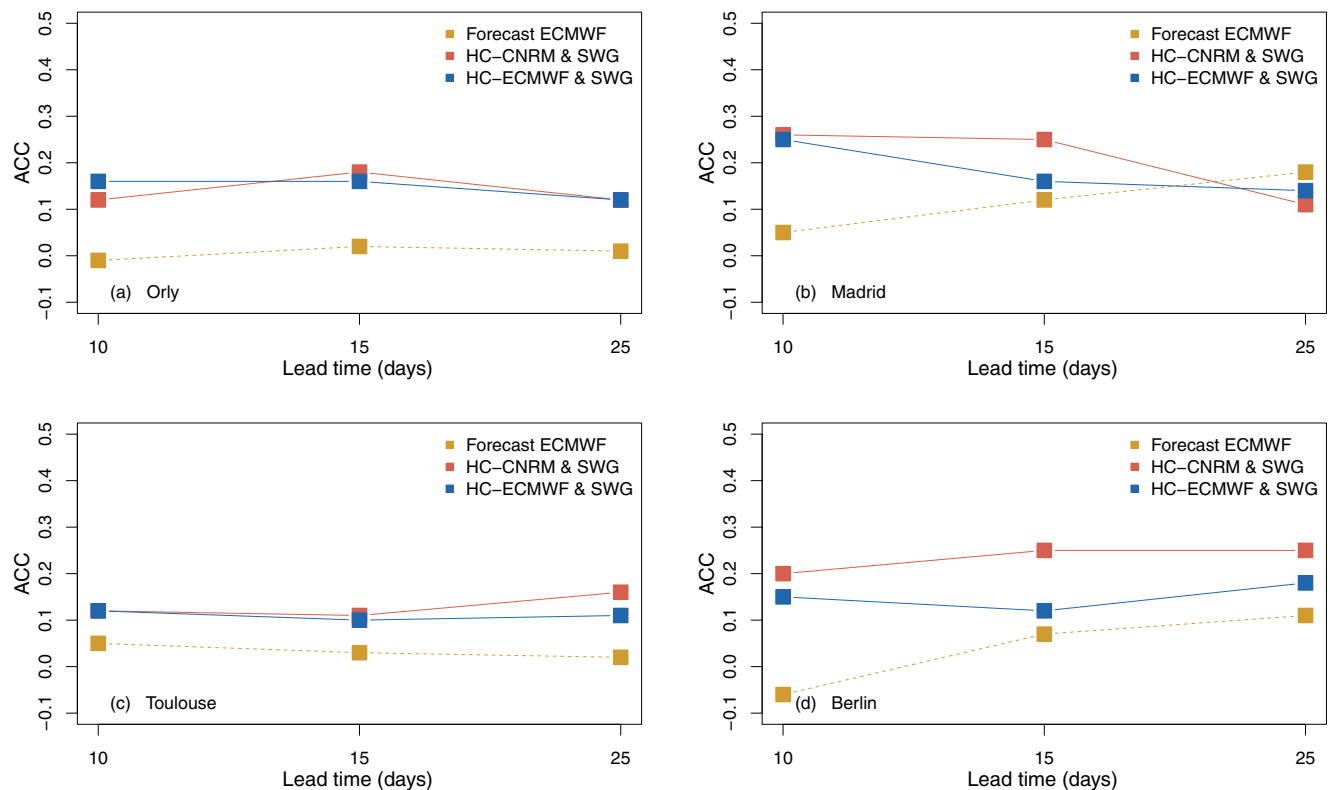 Forecast ECMWF
HC−CNRM & SWG
HC−ECMWF & SWG
ACC
0.5
0.4
0.3
0.2
0.1
0.0
−0.1
(a) Orly
10
15
25
Lead time (days)
Forecast ECMWF
HC−CNRM & SWG
HC−ECMWF & SWG
ACC
0.5
0.4
0.3
0.2
0.1
0.0
−0.1
(b) Madrid
10
15
25
Lead time (days)
Forecast ECMWF
HC−CNRM & SWG
HC−ECMWF & SWG
ACC
0.5
0.4
0.3
0.2
0.1
0.0
−0.1
(c) Toulouse
10
15
25
Lead time (days)
Forecast ECMWF
HC−CNRM & SWG
HC−ECMWF & SWG
ACC
0.5
0.4
0.3
0.2
0.1
0.0
−0.1
(d) Berlin
10
15
25
Lead time (days)